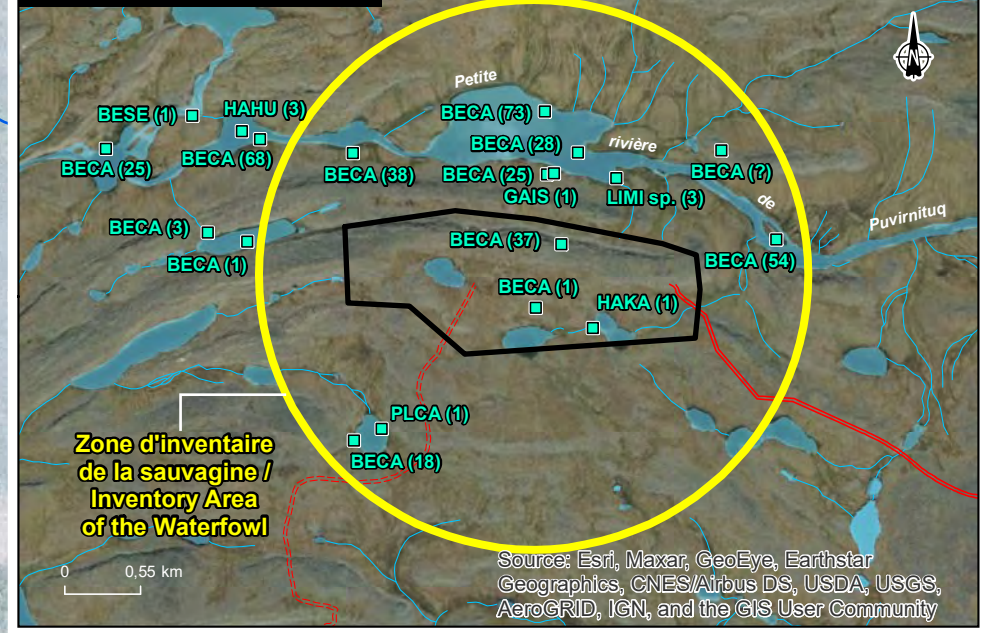 N
Petite
BESE (1)
HAHU (3)
BECA (73)
BECA (25)
BECA (68)
BECA (38)
BECA (28)
rivière
BECA (?)
BECA (25)
GAIS (1)
LIMI sp. (3)
de
Puvirnituq
BECA (3)
BECA (1)
BECA (37)
BECA (54)
BECA (1)
HAKA (1)
PLCA (1)
BECA (18)
Zone d'inventaire
de la sauvagine /
Inventory Area
of the Waterfowl
0 0,55 km
Source: Esri, Maxar, GeoEye, Earthstar
Geographics, CNES/Airbus DS, USDA, USGS,
AeroGRID, IGN, and the GIS User Community